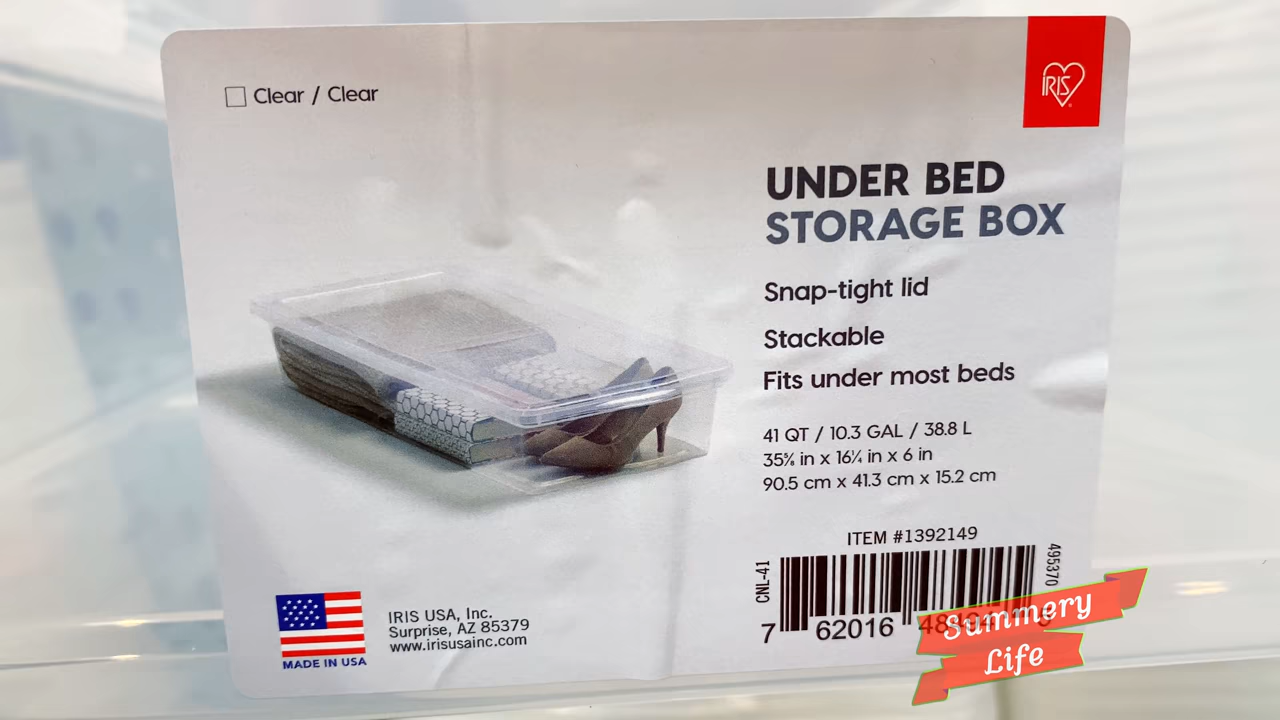 Clear / Clear
IRIS
UNDER BED
STORAGE BOX
Snap-tight lid
Stackable
Fits under most beds
41 QT / 10.3 GAL / 38.8 L
35⅝ in x 16¼ in x 6 in
90.5 cm x 41.3 cm x 15.2 cm
ITEM #1392149
CNL-41
495370
7 62016
IRIS USA, Inc.
Surprise, AZ 85379
www.irisusainc.com
MADE IN USA
Summery
Life